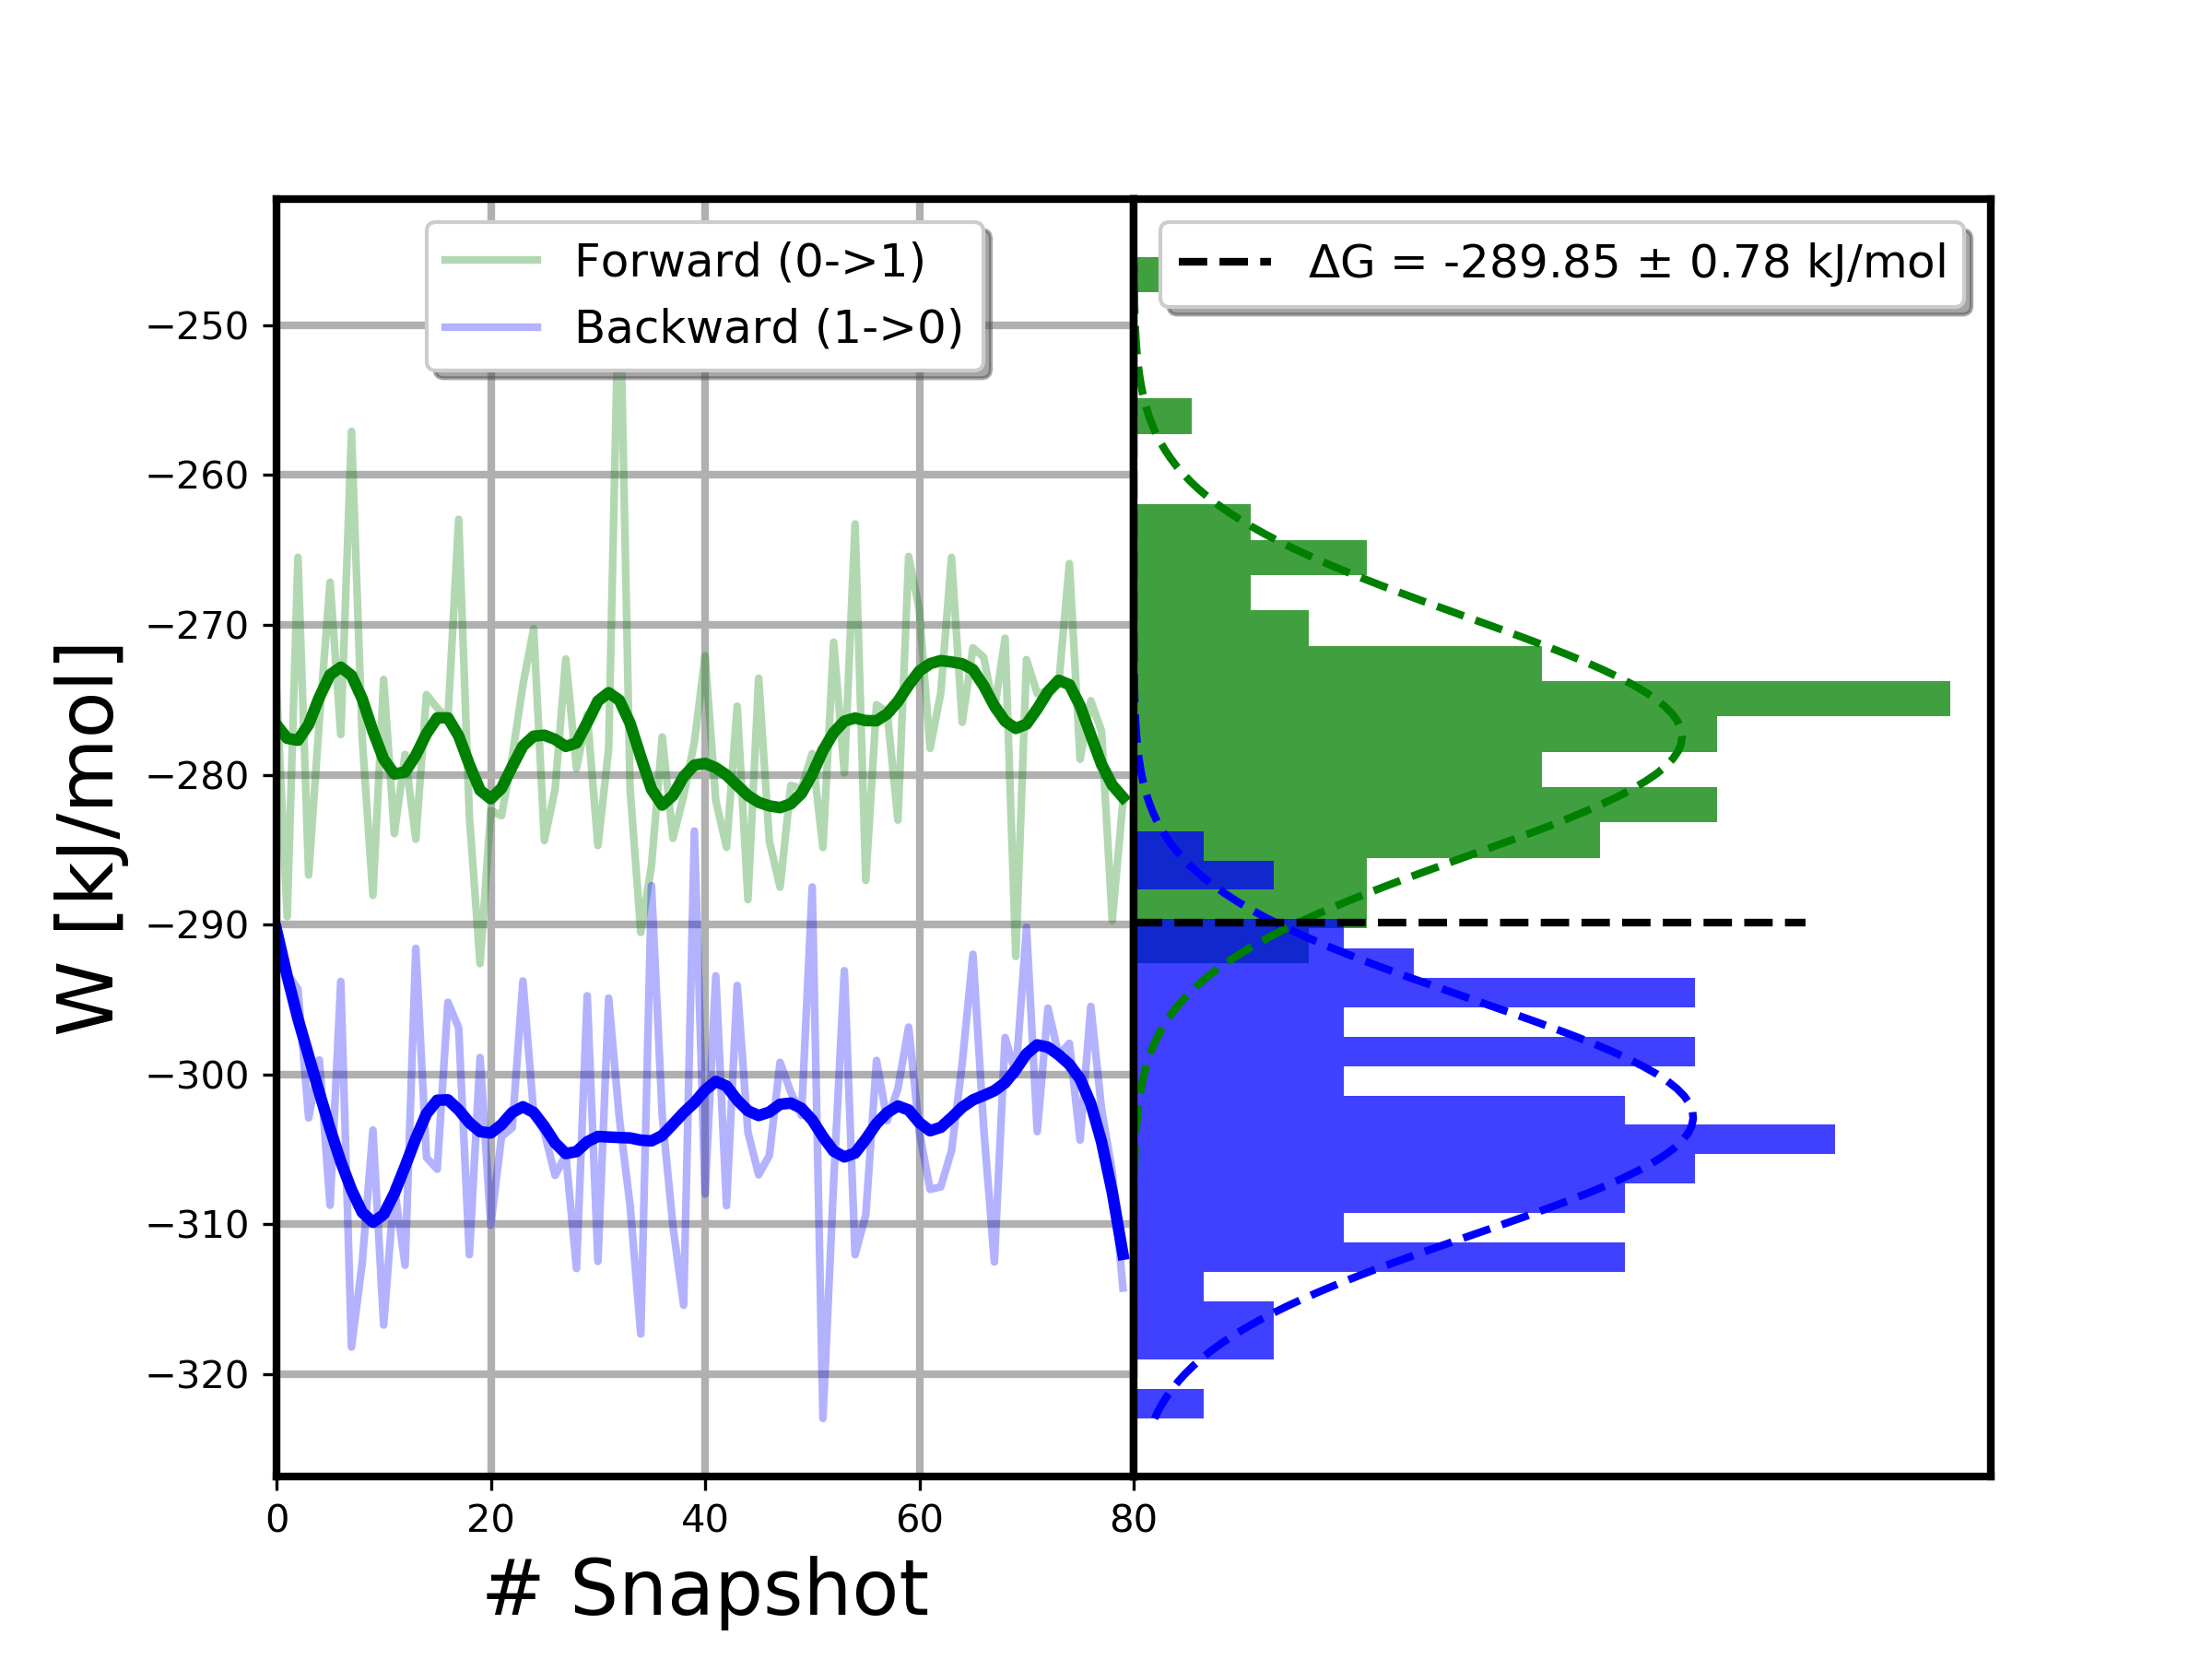 Forward (0->1)
Backward (1->0)
ΔG = -289.85 ± 0.78 kJ/mol
W [kJ/mol]
−250
−260
−270
−280
−290
−300
−310
−320
0 20 40 60 80
# Snapshot